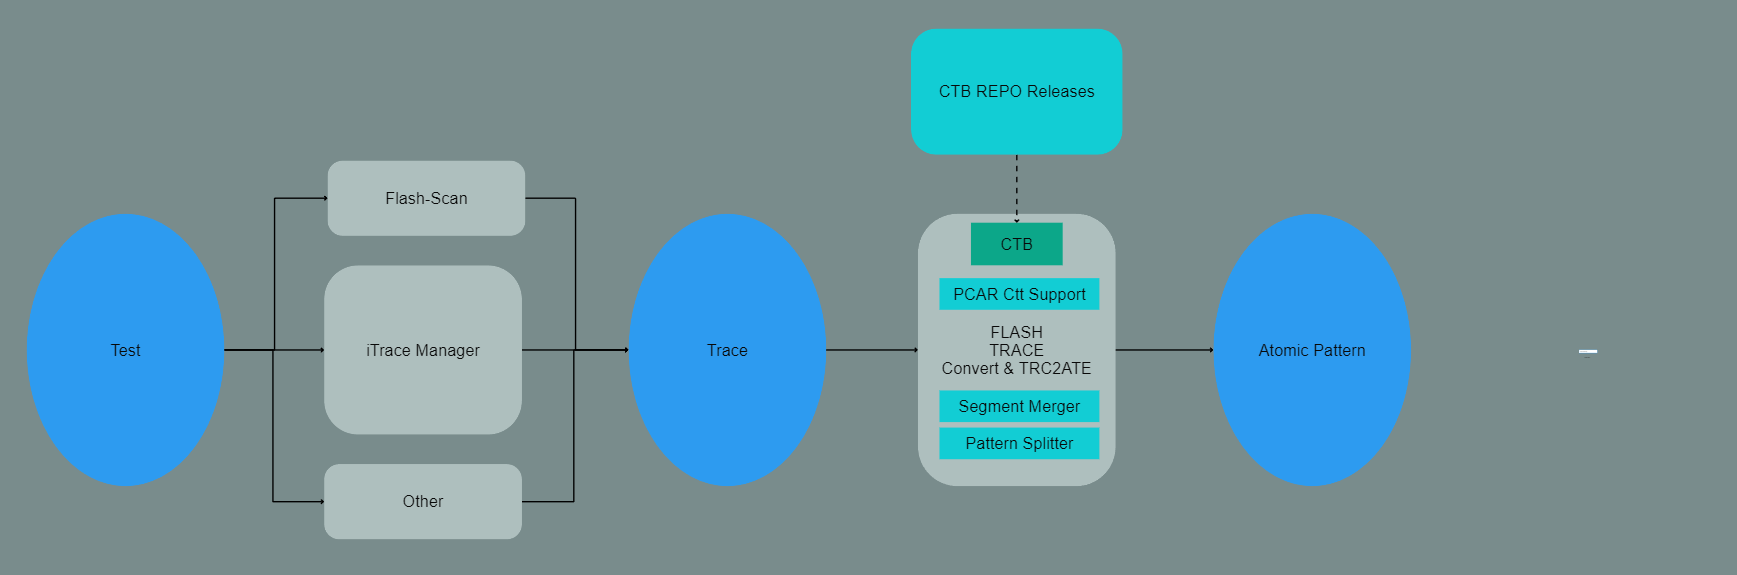 CTB REPO Releases
Flash-Scan
CTB
PCAR Ctt Support
Test
iTrace Manager
Trace
FLASH
TRACE
Convert & TRC2ATE
Atomic Pattern
Segment Merger
Pattern Splitter
Other